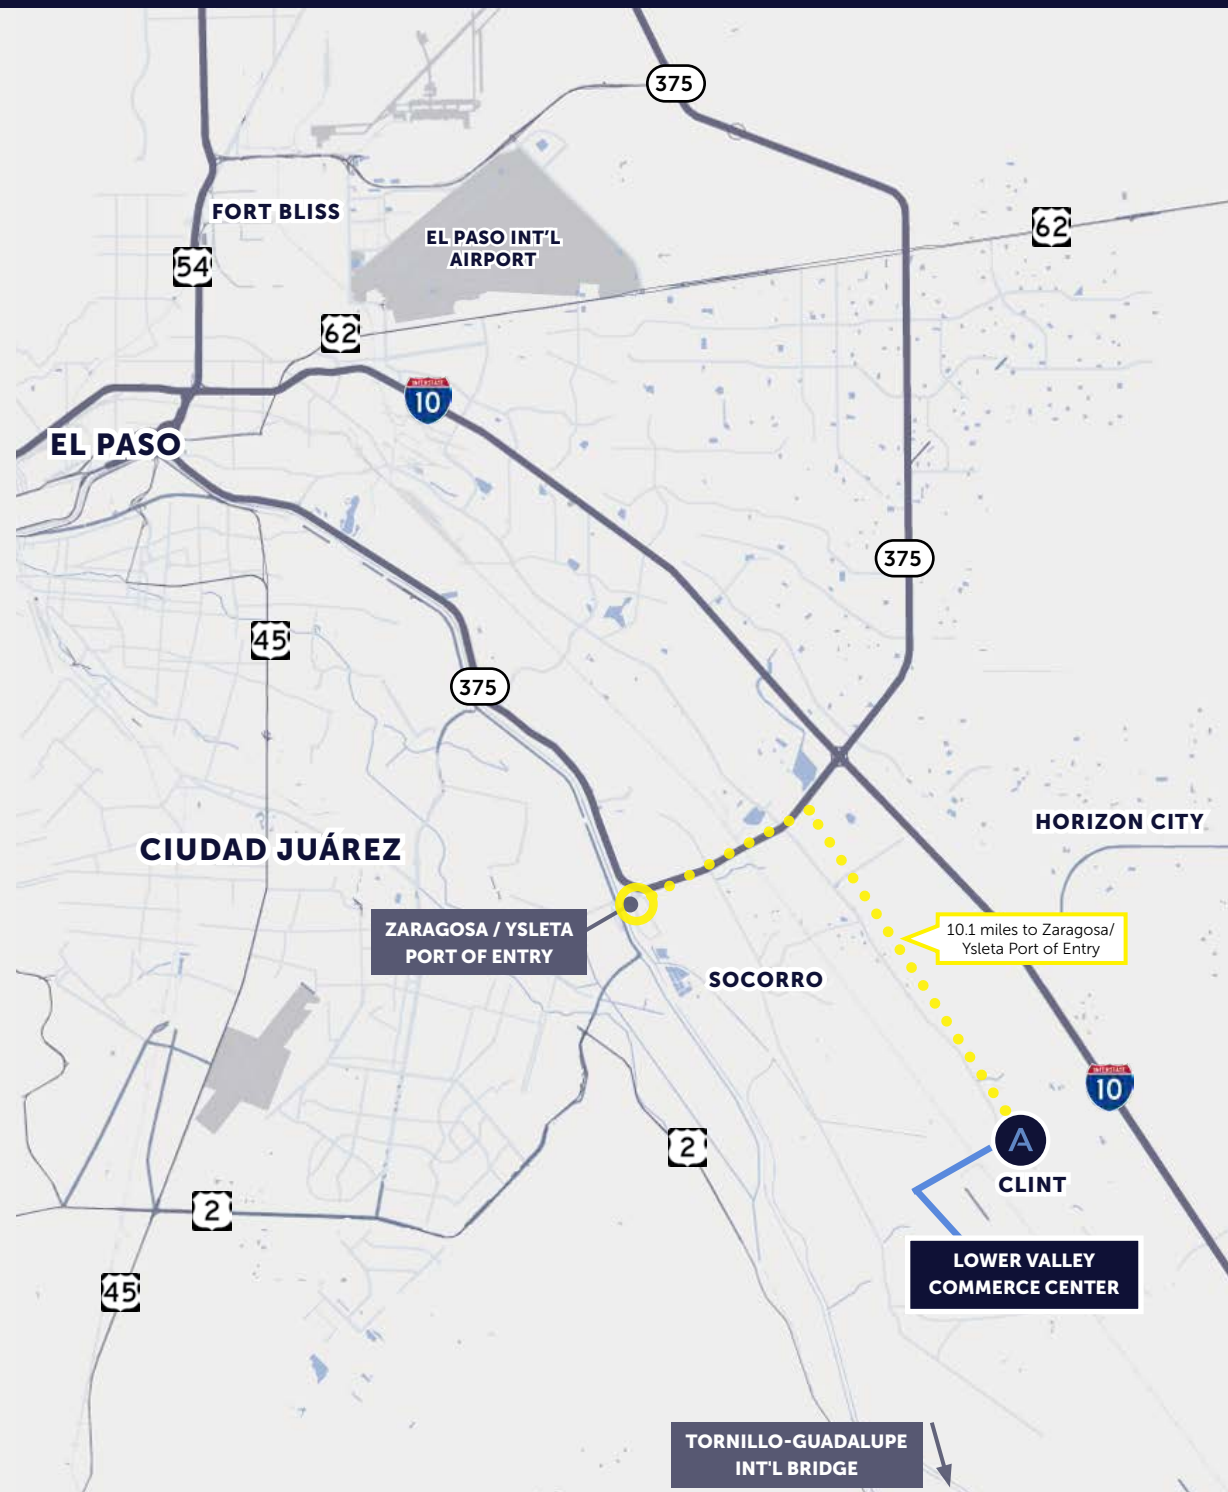 375
FORT BLISS
EL PASO INT'L
AIRPORT
62
54
62
INTERSTATE
10
EL PASO
375
45
375
HORIZON CITY
CIUDAD JUÁREZ
ZARAGOSA / YSLETA
PORT OF ENTRY
10.1 miles to Zaragosa/
Ysleta Port of Entry
SOCORRO
INTERSTATE
10
A
2
CLINT
2
LOWER VALLEY
COMMERCE CENTER
45
TORNILLO-GUADALUPE
INT'L BRIDGE